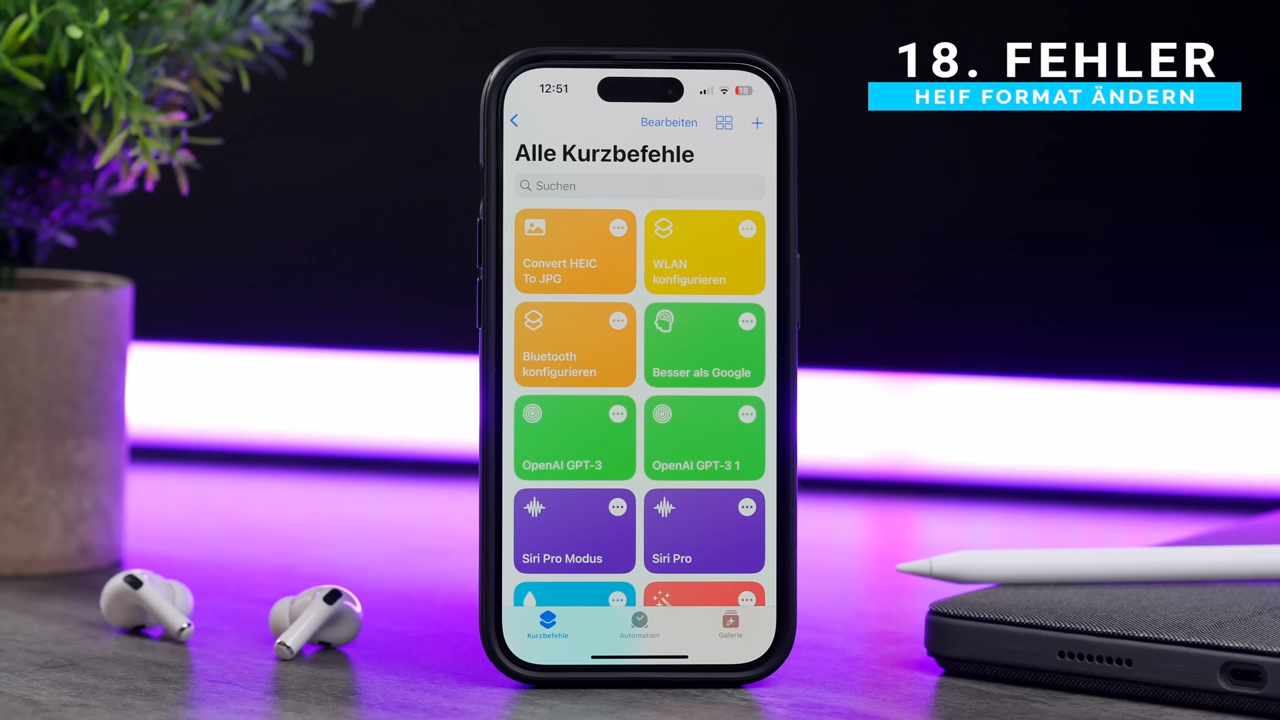 18. FEHLER
HEIF FORMAT ÄNDERN
12:51
18
Bearbeiten
Alle Kurzbefehle
Suchen
Convert HEIC
To JPG
WLAN
konfigurieren
Bluetooth
konfigurieren
Besser als Google
OpenAI GPT-3
OpenAI GPT-3 1
Siri Pro Modus
Siri Pro
Kurzbefehle
Automation
Galerie